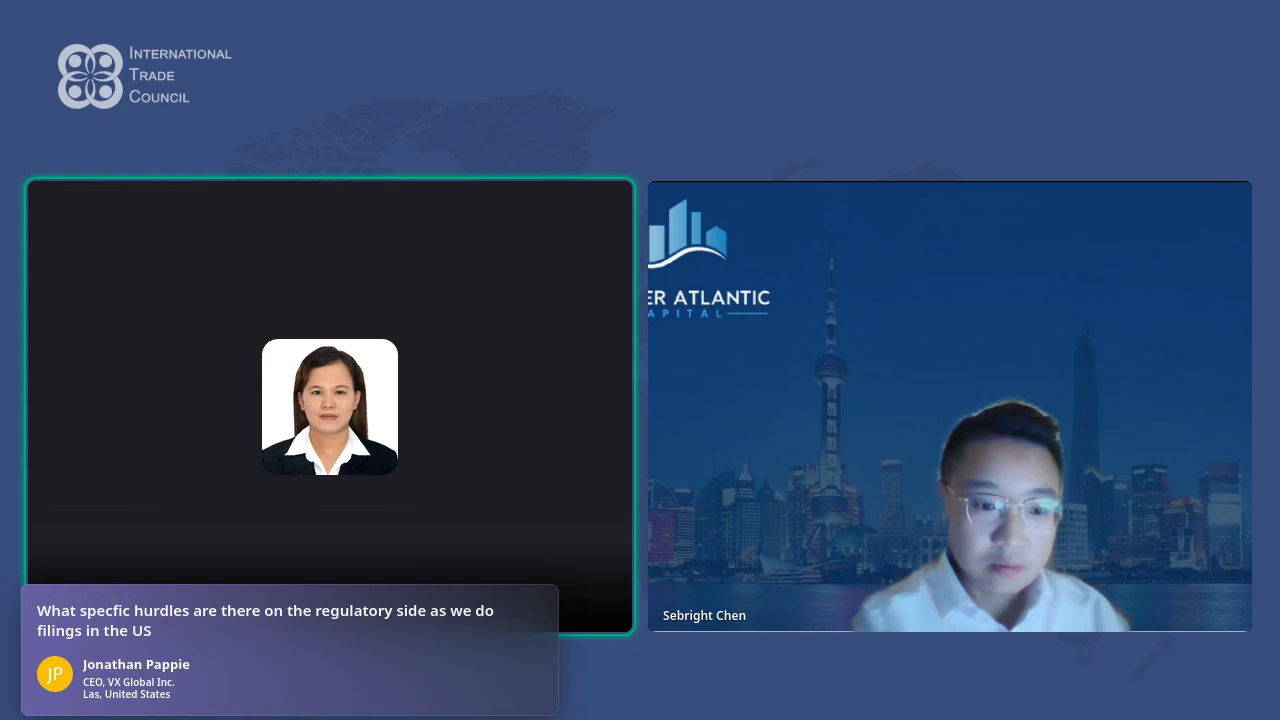 INTERNATIONAL
TRADE
COUNCIL
ER ATLANTIC
APITAL
Sebright Chen
What specfic hurdles are there on the regulatory side as we do
filings in the US
JP
Jonathan Pappie
CEO, VX Global Inc.
Las, United States